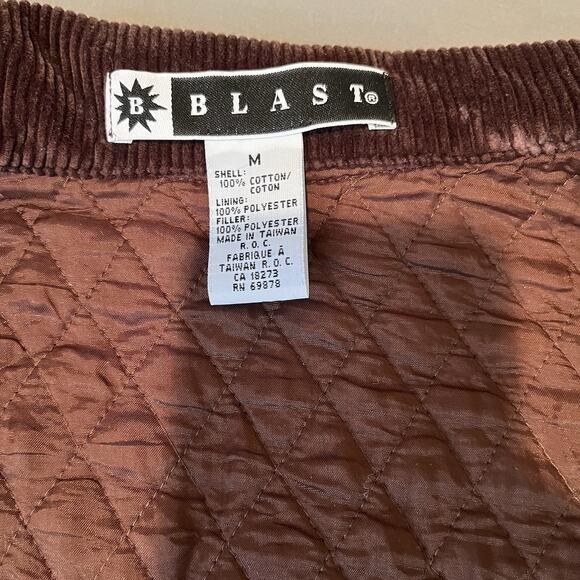 B BLAST®
M
SHELL:
100% COTTON/
COTON
LINING:
100% POLYESTER
FILLER:
100% POLYESTER
MADE IN TAIWAN
R.O.C.
FABRIQUE À
TAIWAN R.O.C.
CA 18273
RN 69878